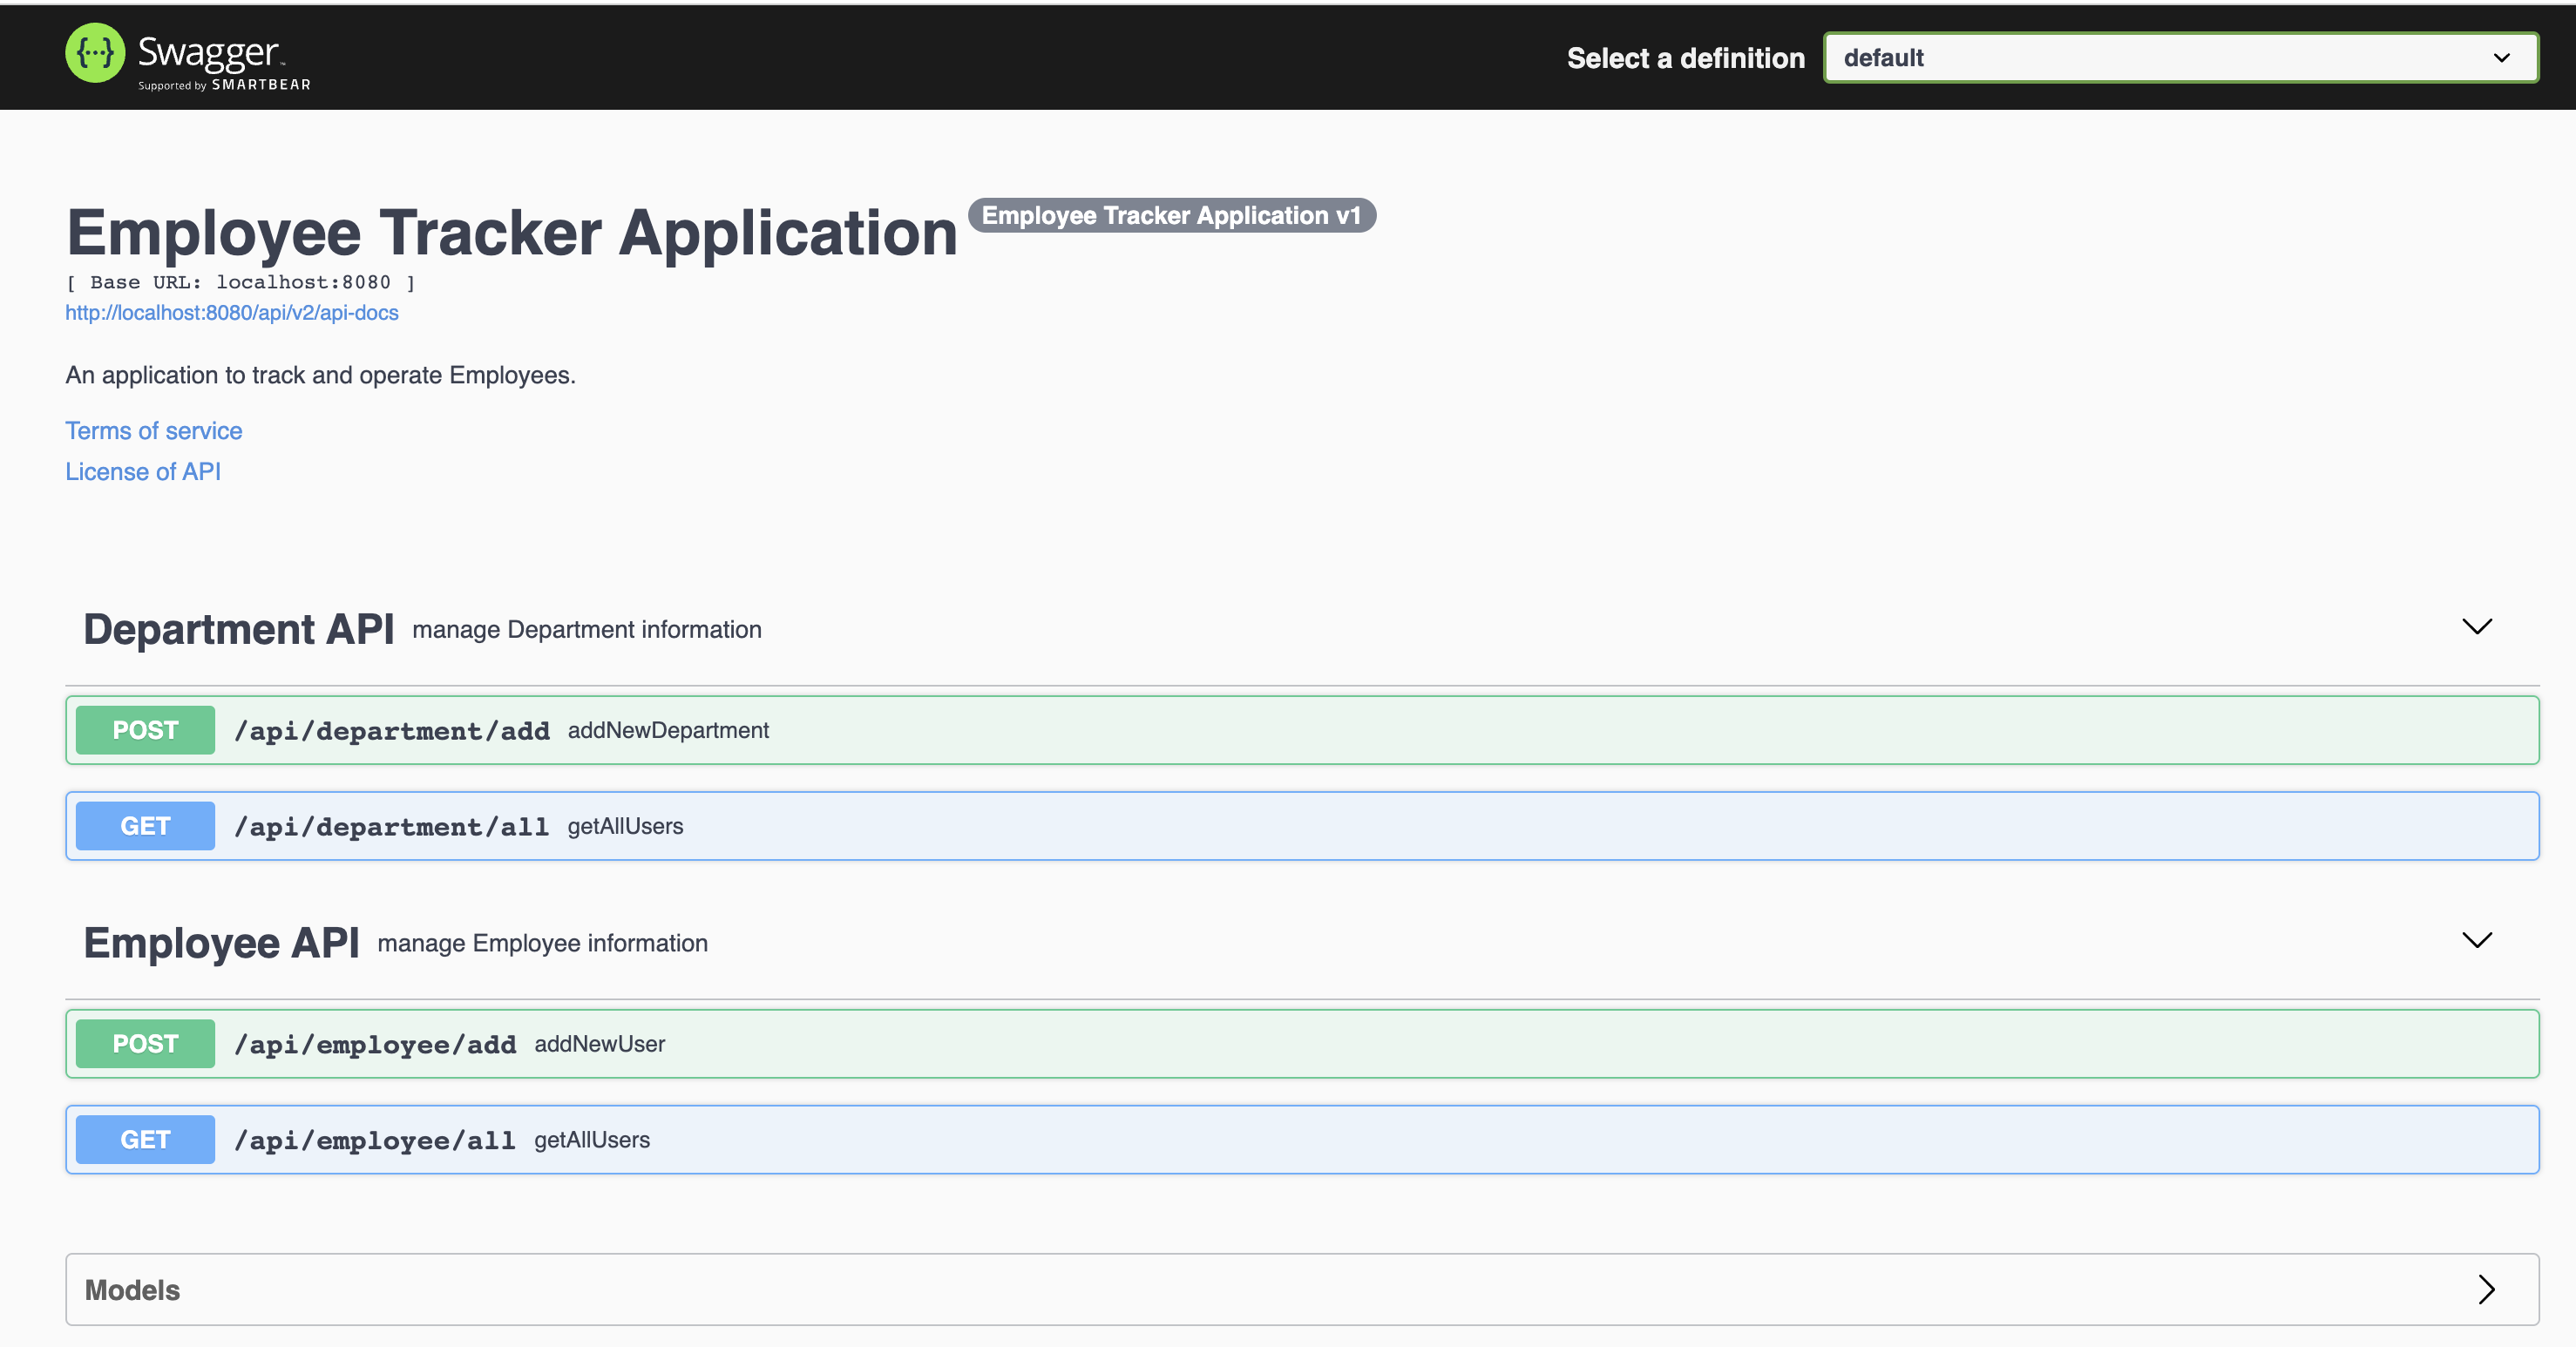 {...} Swagger™
Supported by SMARTBEAR
Select a definition default
Employee Tracker Application Employee Tracker Application v1
[ Base URL: localhost:8080 ]
http://localhost:8080/api/v2/api-docs
An application to track and operate Employees.
Terms of service
License of API
Department API manage Department information
POST /api/department/add addNewDepartment
GET /api/department/all getAllUsers
Employee API manage Employee information
POST /api/employee/add addNewUser
GET /api/employee/all getAllUsers
Models